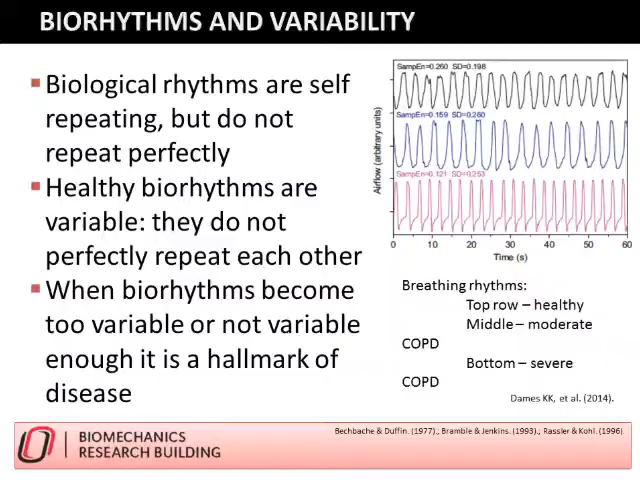 BIORHYTHMS AND VARIABILITY
Biological rhythms are self
repeating, but do not
repeat perfectly
Healthy biorhythms are
variable: they do not
perfectly repeat each other
When biorhythms become
too variable or not variable
enough it is a hallmark of
disease
SampEn=0.260 SD=0.198
SampEn=0.159 SD=0.260
SampEn=0.121 SD=0.253
Airflow (arbitrary units)
0 10 20 30 40 50 60
Time (s)
Breathing rhythms:
Top row – healthy
Middle – moderate
COPD
Bottom – severe
COPD
Dames KK, et al. (2014).
Bechbache & Duffin. (1977).; Bramble & Jenkins. (1993).; Rassler & Kohl. (1996).
BIOMECHANICS
RESEARCH BUILDING